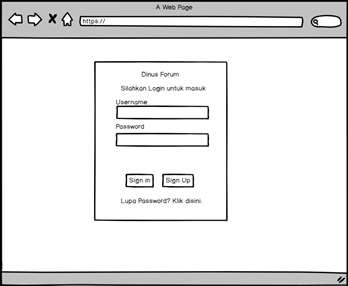 A Web Page
https://
Dinus Forum
Silahkan Login untuk masuk
Username
Password
Sign in Sign Up
Lupa Password? Klik disini